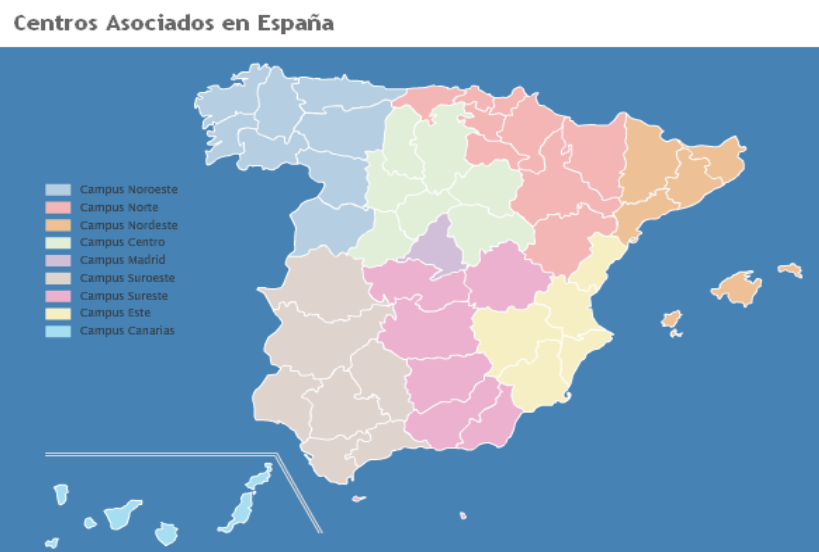 Centros Asociados en España
Campus Noroeste
Campus Norte
Campus Nordeste
Campus Centro
Campus Madrid
Campus Suroeste
Campus Sureste
Campus Este
Campus Canarias